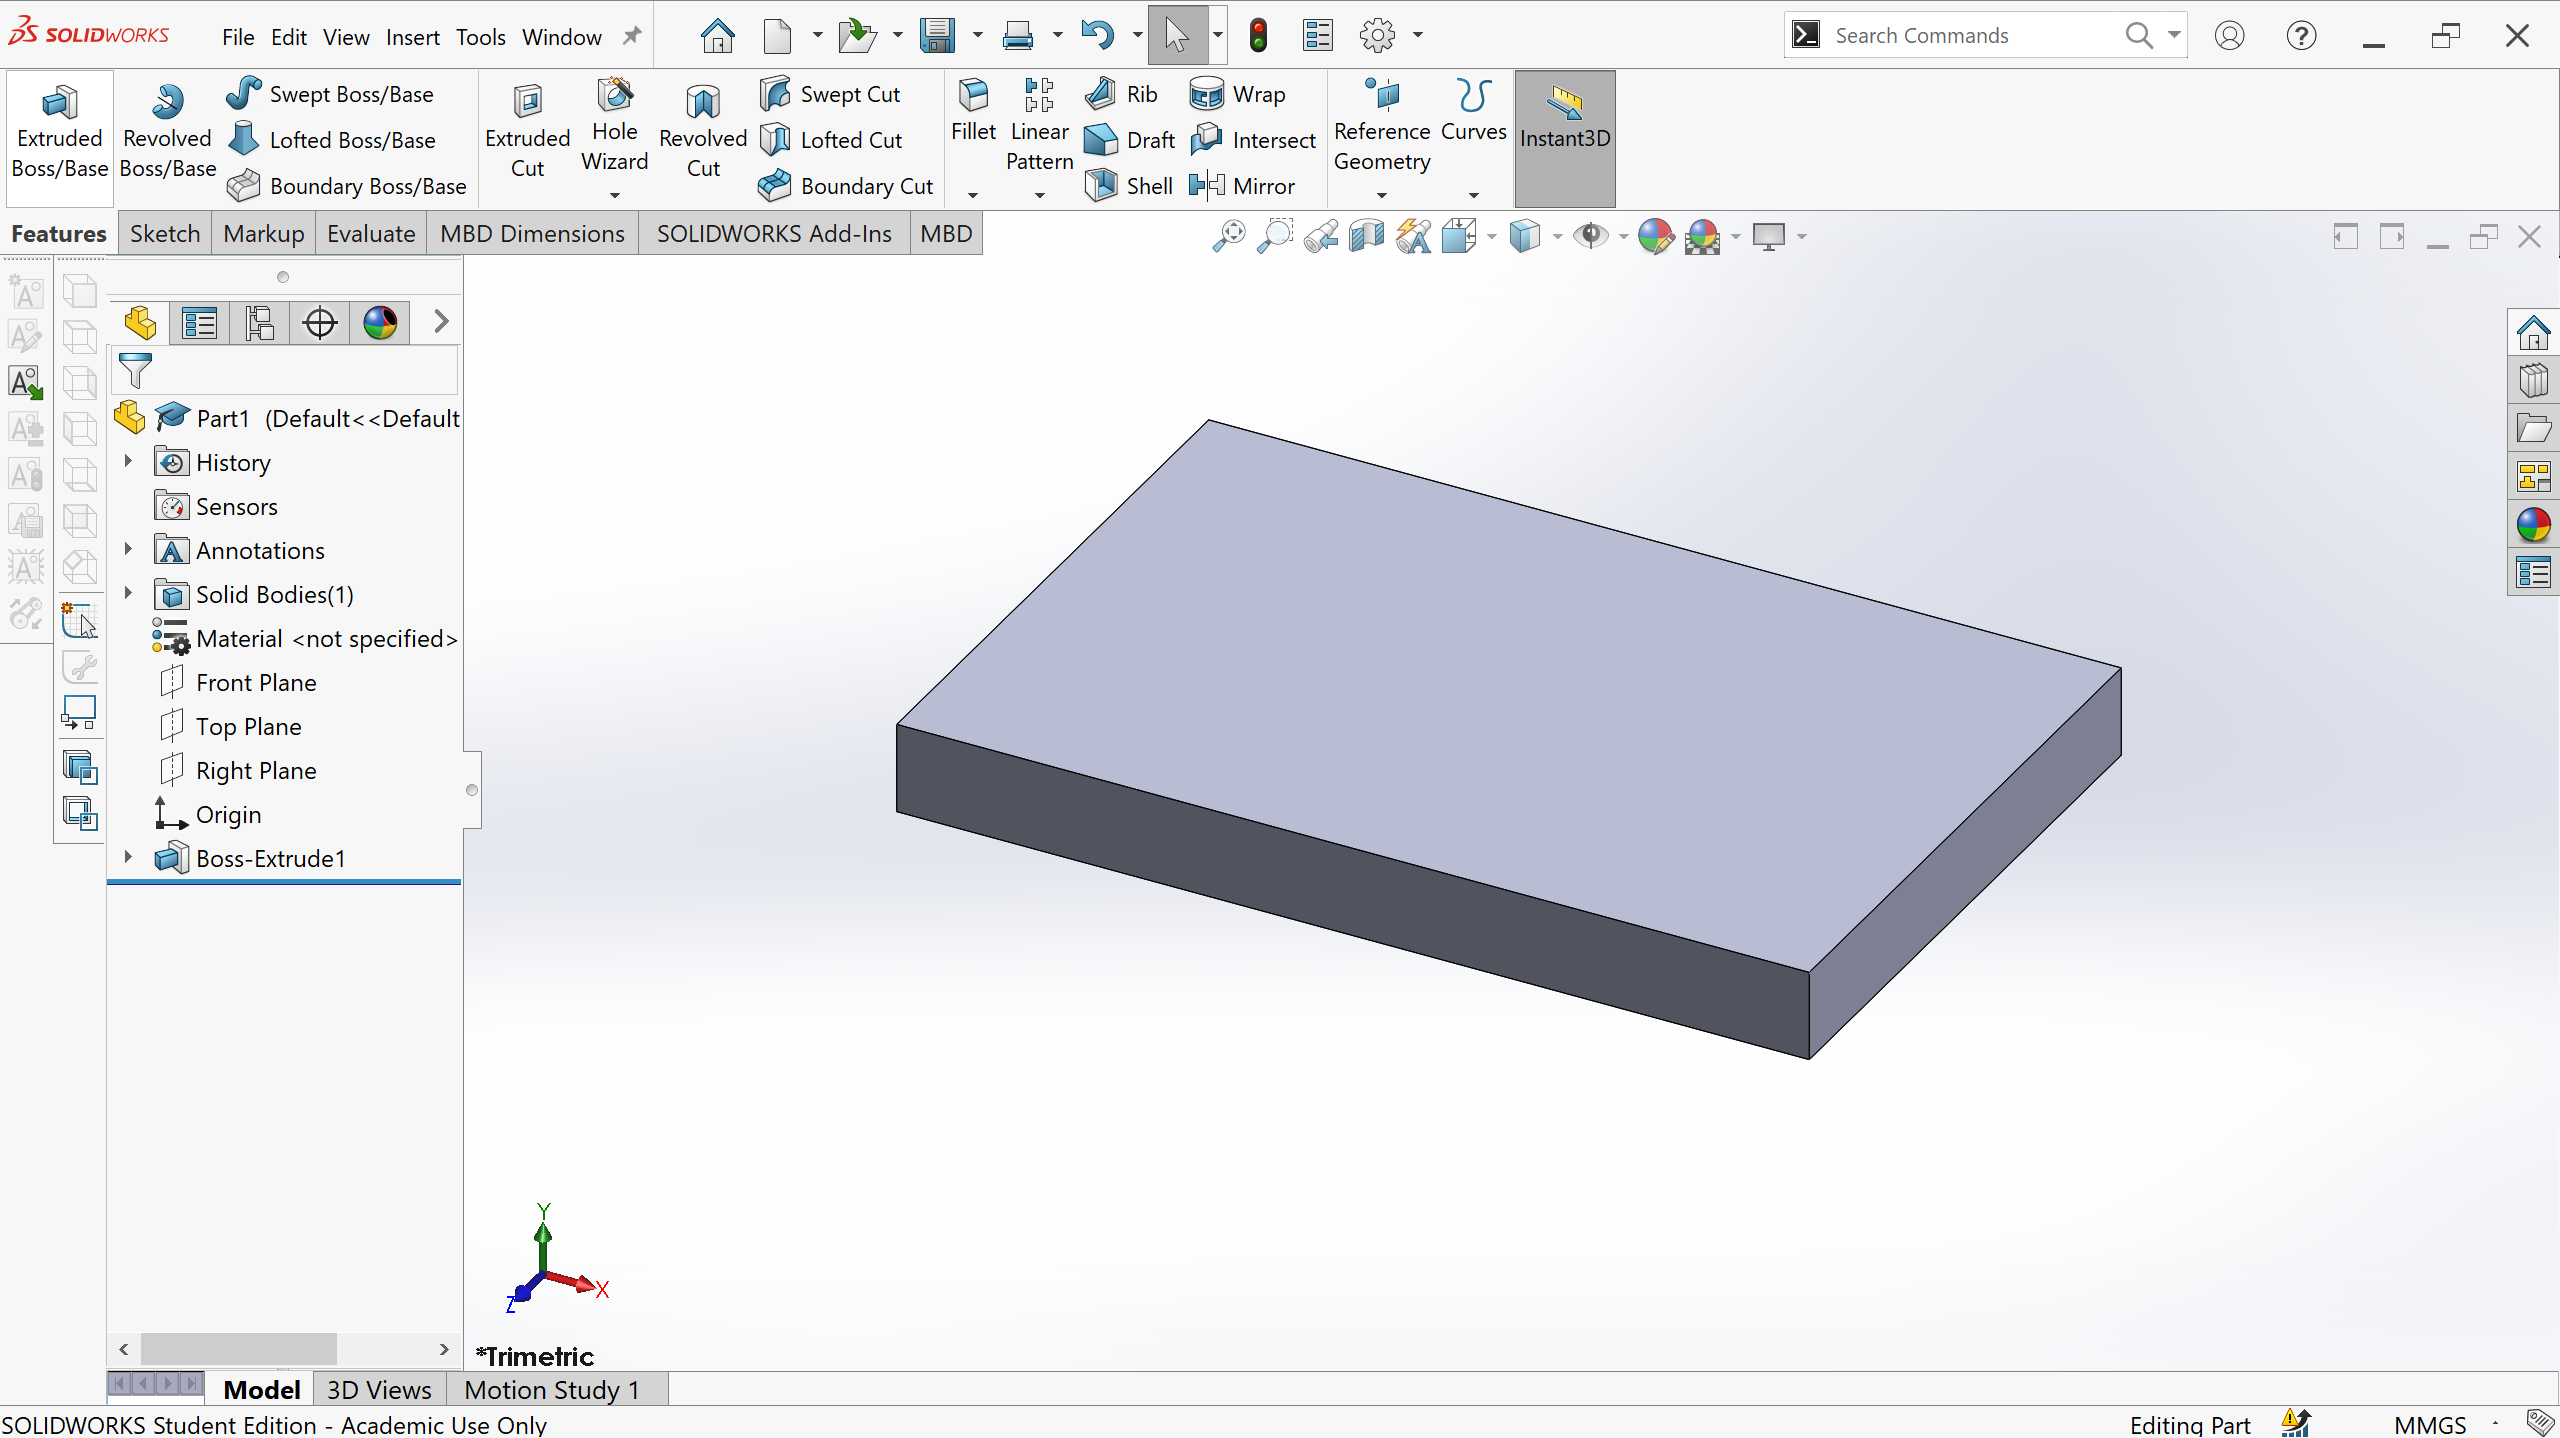 SOLIDWORKS File Edit View Insert Tools Window Search Commands
Extruded Boss/Base
Revolved Boss/Base
Swept Boss/Base
Lofted Boss/Base
Boundary Boss/Base
Extruded Cut
Hole Wizard
Revolved Cut
Swept Cut
Lofted Cut
Boundary Cut
Fillet
Linear Pattern
Rib
Draft
Shell
Wrap
Intersect
Mirror
Reference Geometry
Curves
Instant3D
Features Sketch Markup Evaluate MBD Dimensions SOLIDWORKS Add-Ins MBD
Part1 (Default<<Default
History
Sensors
Annotations
Solid Bodies(1)
Material <not specified>
Front Plane
Top Plane
Right Plane
Origin
Boss-Extrude1
Y
X
Z
*Trimetric
Model 3D Views Motion Study 1
SOLIDWORKS Student Edition - Academic Use Only Editing Part MMGS